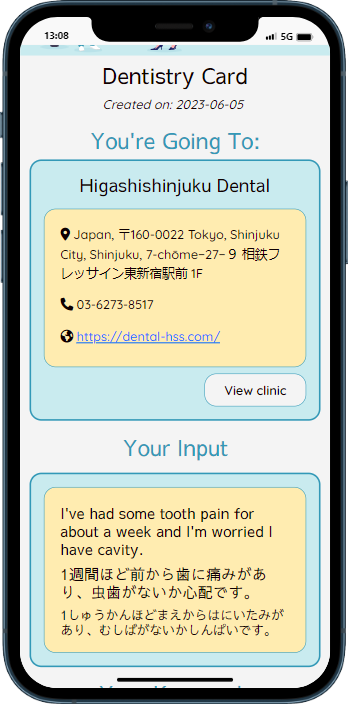 13:08
5G
Dentistry Card
Created on: 2023-06-05
You're Going To:
Higashishinjuku Dental
Japan, 〒160-0022 Tokyo, Shinjuku
City, Shinjuku, 7-chōme−27−９ 相鉄フ
レッサイン東新宿駅前 1F
03-6273-8517
https://dental-hss.com/
View clinic
Your Input
I've had some tooth pain for
about a week and I'm worried I
have cavity.
1週間ほど前から歯に痛みがあ
り、虫歯がないか心配です。
1しゅうかんほどまえからはにいたみが
あり、むしばがないかしんぱいです。